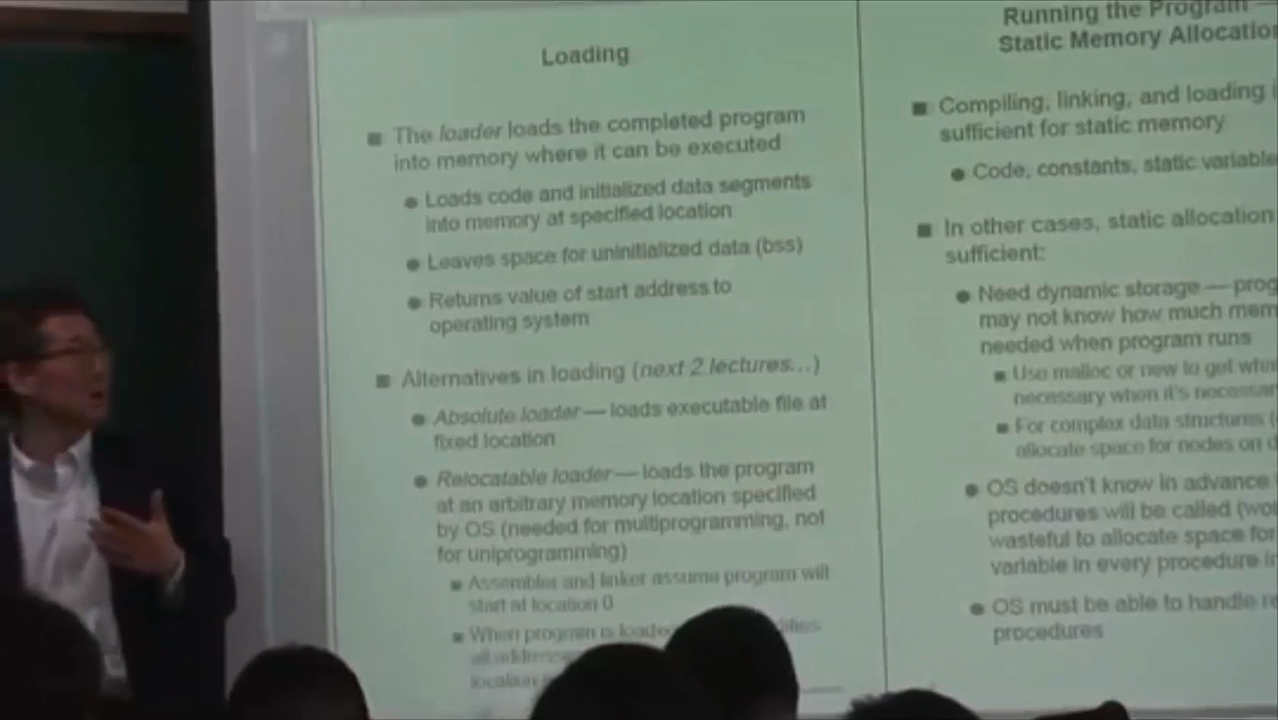 Loading
■ The loader loads the completed program
into memory where it can be executed
● Loads code and initialized data segments
into memory at specified location
● Leaves space for uninitialized data (bss)
● Returns value of start address to
operating system
■ Alternatives in loading (next 2 lectures…)
● Absolute loader — loads executable file at
fixed location
● Relocatable loader — loads the program
at an arbitrary memory location specified
by OS (needed for multiprogramming, not
for uniprogramming)
■ Assembler and linker assume program will
start at location 0
■ When program is
all
location
Running the Program —
Static Memory Allocation
■ Compiling, linking, and loading
sufficient for static memory
● Code, constants, static variable
■ In other cases, static allocation
sufficient:
● Need dynamic storage — prog
may not know how much mem
needed when program runs
■ Use malloc or new to get
necessary when it's
■ For complex data structures (
allocate space for nodes on
● OS doesn't know in advance
procedures will be called (wo
wasteful to allocate space for
variable in every procedure
● OS must be able to handle re
procedures